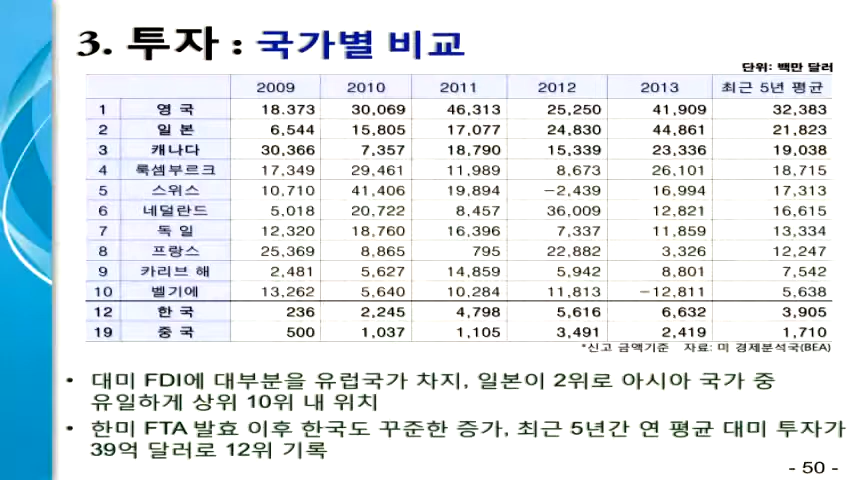 3. 투자 : 국가별 비교
단위: 백만 달러
2009 2010 2011 2012 2013 최근 5년 평균
1 영 국 18.373 30,069 46,313 25,250 41,909 32,383
2 일 본 6,544 15,805 17,077 24,830 44,861 21,823
3 캐나다 30,366 7,357 18,790 15,339 23,336 19,038
4 룩셈부르크 17,349 29,461 11,989 8,673 26,101 18,715
5 스위스 10,710 41,406 19,894 -2,439 16,994 17,313
6 네덜란드 5,018 20,722 8,457 36,009 12,821 16,615
7 독 일 12,320 18,760 16,396 7,337 11,859 13,334
8 프랑스 25,369 8,865 795 22,882 3,326 12,247
9 카리브 해 2,481 5,627 14,859 5,942 8,801 7,542
10 벨기에 13,262 5,640 10,284 11,813 -12,811 5,638
12 한 국 236 2,245 4,798 5,616 6,632 3,905
19 중 국 500 1,037 1,105 3,491 2,419 1,710
*신고 금액기준 자료: 미 경제분석국(BEA)
• 대미 FDI에 대부분을 유럽국가 차지, 일본이 2위로 아시아 국가 중
유일하게 상위 10위 내 위치
• 한미 FTA 발효 이후 한국도 꾸준한 증가, 최근 5년간 연 평균 대미 투자가
39억 달러로 12위 기록
- 50 -